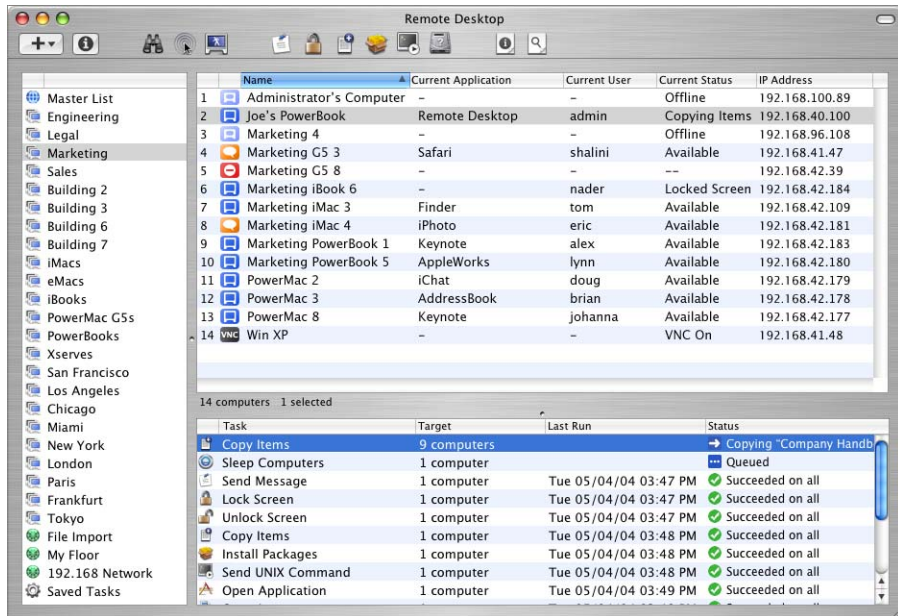 Remote Desktop
Name Current Application Current User Current Status IP Address
Master List
Engineering
Legal
Marketing
Sales
Building 2
Building 3
Building 6
Building 7
iMacs
eMacs
iBooks
PowerMac G5s
PowerBooks
Xserves
San Francisco
Los Angeles
Chicago
Miami
New York
London
Paris
Frankfurt
Tokyo
File Import
My Floor
192.168 Network
Saved Tasks
1 Administrator's Computer – – Offline 192.168.100.89
2 Joe's PowerBook Remote Desktop admin Copying Items 192.168.40.100
3 Marketing 4 – – Offline 192.168.96.108
4 Marketing G5 3 Safari shalini Available 192.168.41.47
5 Marketing G5 8 – – -- 192.168.42.39
6 Marketing iBook 6 – nader Locked Screen 192.168.42.184
7 Marketing iMac 3 Finder tom Available 192.168.42.109
8 Marketing iMac 4 iPhoto eric Available 192.168.42.181
9 Marketing PowerBook 1 Keynote alex Available 192.168.42.183
10 Marketing PowerBook 5 AppleWorks lynn Available 192.168.42.180
11 PowerMac 2 iChat doug Available 192.168.42.179
12 PowerMac 3 AddressBook brian Available 192.168.42.178
13 PowerMac 8 Keynote johanna Available 192.168.42.177
14 VNC Win XP – – VNC On 192.168.41.48
14 computers 1 selected
Task Target Last Run Status
Copy Items 9 computers Copying "Company Handb
Sleep Computers 1 computer Queued
Send Message 1 computer Tue 05/04/04 03:47 PM Succeeded on all
Lock Screen 1 computer Tue 05/04/04 03:47 PM Succeeded on all
Unlock Screen 1 computer Tue 05/04/04 03:47 PM Succeeded on all
Copy Items 1 computer Tue 05/04/04 03:48 PM Succeeded on all
Install Packages 1 computer Tue 05/04/04 03:48 PM Succeeded on all
Send UNIX Command 1 computer Tue 05/04/04 03:48 PM Succeeded on all
Open Application 1 computer Tue 05/04/04 03:49 PM Succeeded on all